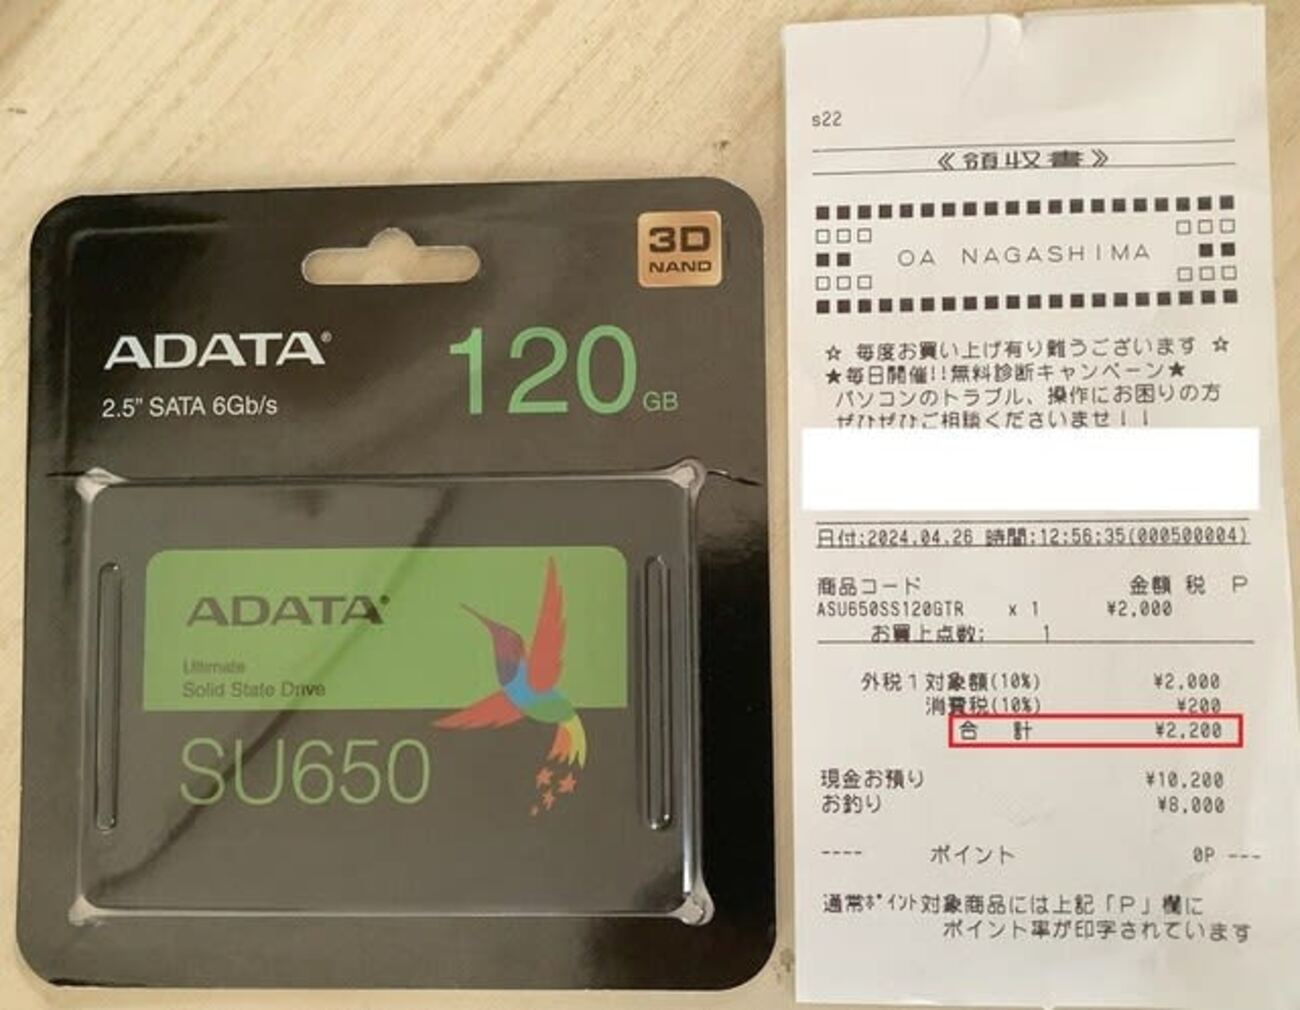 3D
NAND
ADATA®
120GB
2.5" SATA 6Gb/s
ADATA®
Ultimate
Solid State Drive
SU650
s22
《領収書》
OA NAGASHIMA
☆ 毎度お買い上げ有り難うございます ☆
★毎日開催!!無料診断キャンペーン★
パソコンのトラブル、操作にお困りの方
ぜひぜひご相談くださいませ!!
日付:2024.04.26 時間:12:56:35(000500004)
商品コード 金額 税 P
ASU650SS120GTR x 1 ¥2,000
お買上点数: 1
外税1対象額(10%) ¥2,000
消費税(10%) ¥200
合 計 ¥2,200
現金お預り ¥10,200
お釣り ¥8,000
---- ポイント 0P ---
通常ポイント対象商品には上記「P」欄に
ポイント率が印字されています